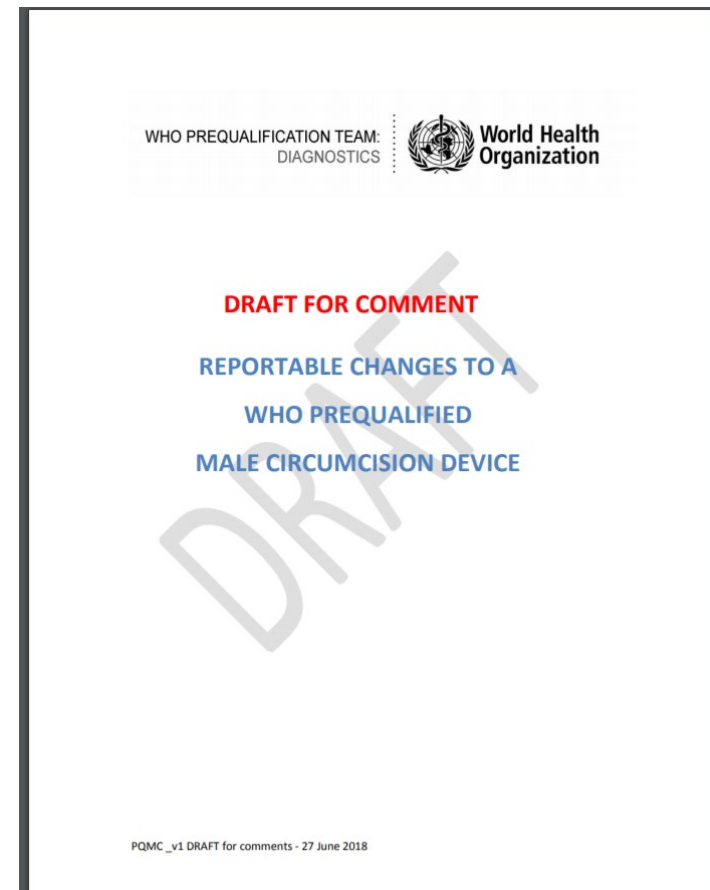 WHO PREQUALIFICATION TEAM:
DIAGNOSTICS
World Health
Organization
DRAFT FOR COMMENT
REPORTABLE CHANGES TO A
WHO PREQUALIFIED
MALE CIRCUMCISION DEVICE
DRAFT
PQMC _v1 DRAFT for comments - 27 June 2018